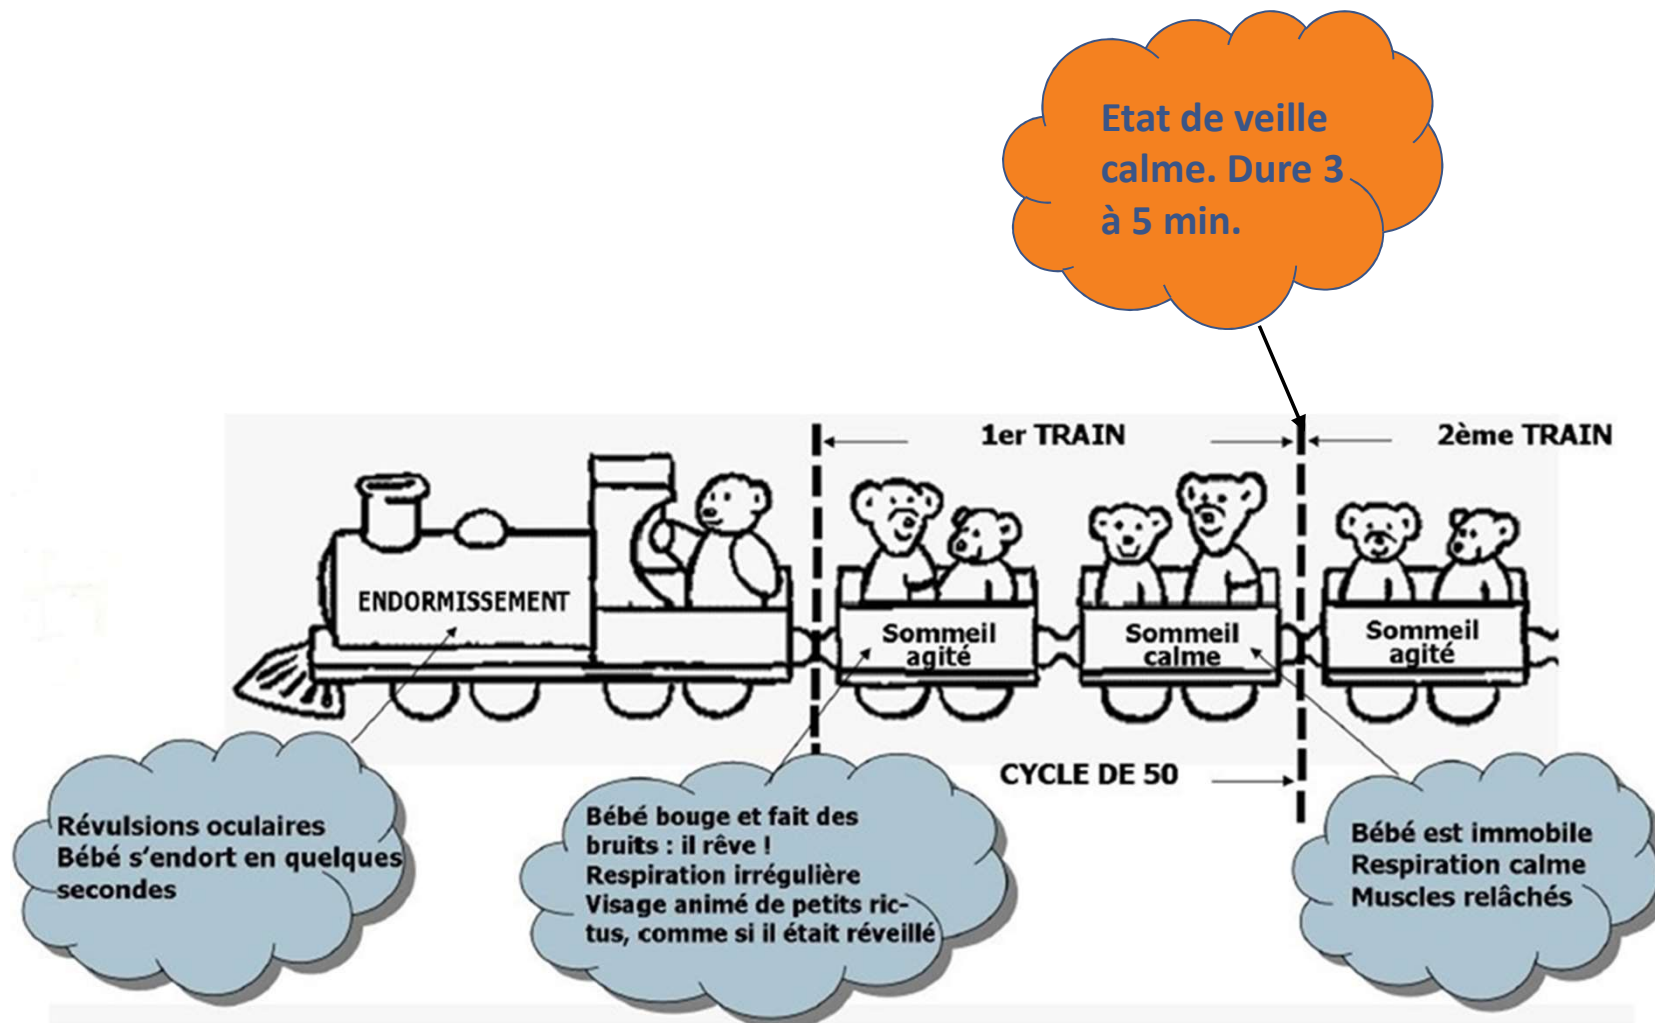 Etat de veille
calme. Dure 3
à 5 min.
1er TRAIN
2ème TRAIN
ENDORMISSEMENT
Sommeil
agité
Sommeil
calme
Sommeil
agité
CYCLE DE 50
Révulsions oculaires
Bébé s'endort en quelques
secondes
Bébé bouge et fait des
bruits : il rêve !
Respiration irrégulière
Visage animé de petits ric-
tus, comme si il était réveillé
Bébé est immobile
Respiration calme
Muscles relâchés